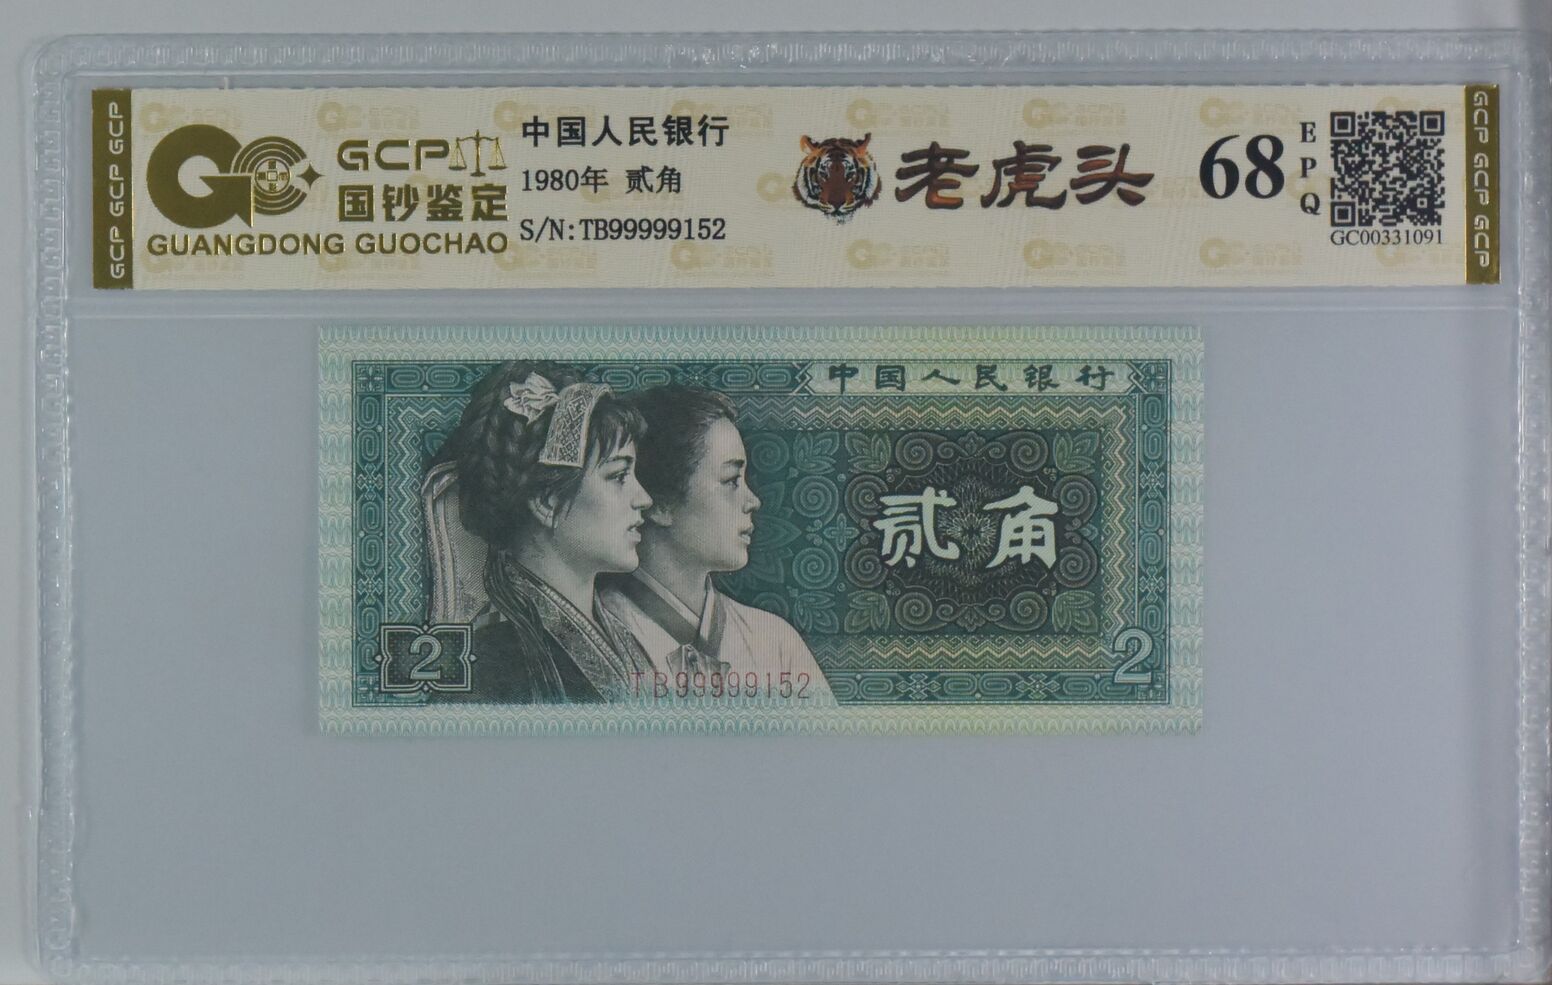 GCP GCP GCP
GCP
国钞鉴定
GUANGDONG GUOCHAO
中国人民银行
1980年 贰角
S/N:TB99999152
老虎头
68
EPQ
GC00331091
GCP GCP GCP
中国人民银行
贰角
2
2
TB99999152